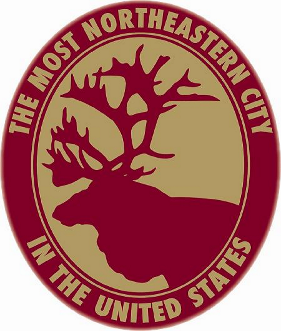 THE MOST NORTHEASTERN CITY
IN THE UNITED STATES